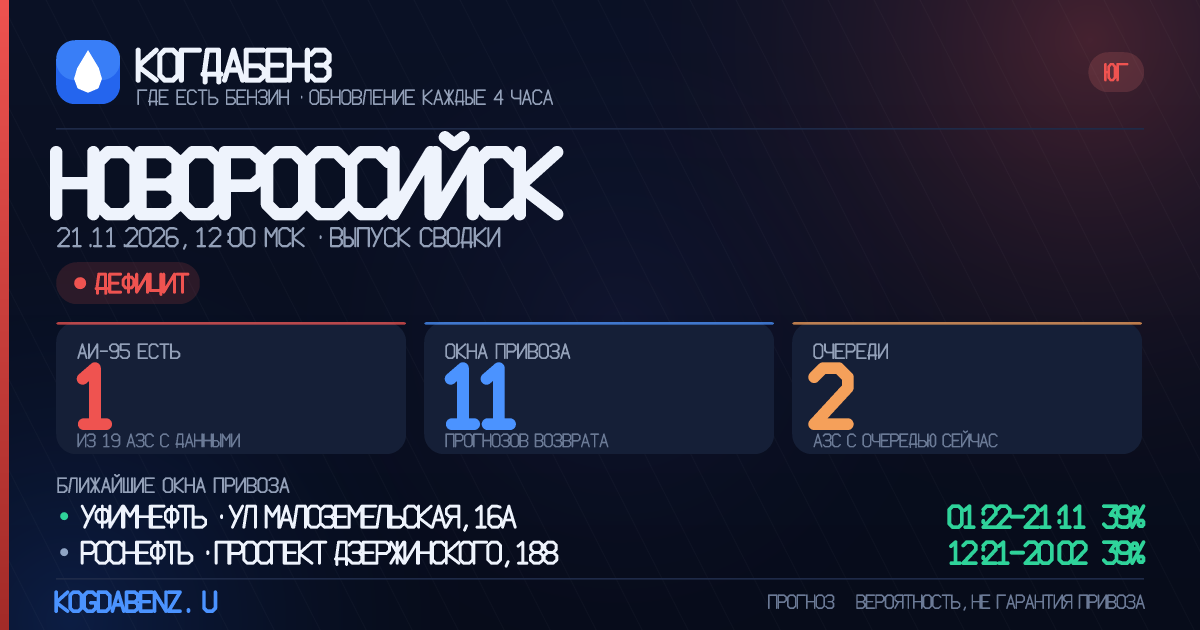 КОГДАБЕНЗ
ГДЕ ЕСТЬ БЕНЗИН · ОБНОВЛЕНИЕ КАЖДЫЕ 4 ЧАСА
ЮГ
НОВОРОССИЙСК
21.11.2026, 12:00 МСК · ВЫПУСК СВОДКИ
ДЕФИЦИТ
АИ-95 ЕСТЬ
1
ИЗ 19 АЗС С ДАННЫМИ
ОКНА ПРИВОЗА
11
ПРОГНОЗОВ ВОЗВРАТА
ОЧЕРЕДИ
2
АЗС С ОЧЕРЕДЬЮ СЕЙЧАС
БЛИЖАЙШИЕ ОКНА ПРИВОЗА
• УФИМНЕФТЬ · УЛ МАЛОЗЕМЕЛЬСКАЯ, 16А 01:22–21:11 39%
• РОСНЕФТЬ · ПРОСПЕКТ ДЗЕРЖИНСКОГО, 188 12:21–20:02 39%
KOGDABENZ. U
ПРОГНОЗ ВЕРОЯТНОСТЬ, НЕ ГАРАНТИЯ ПРИВОЗА